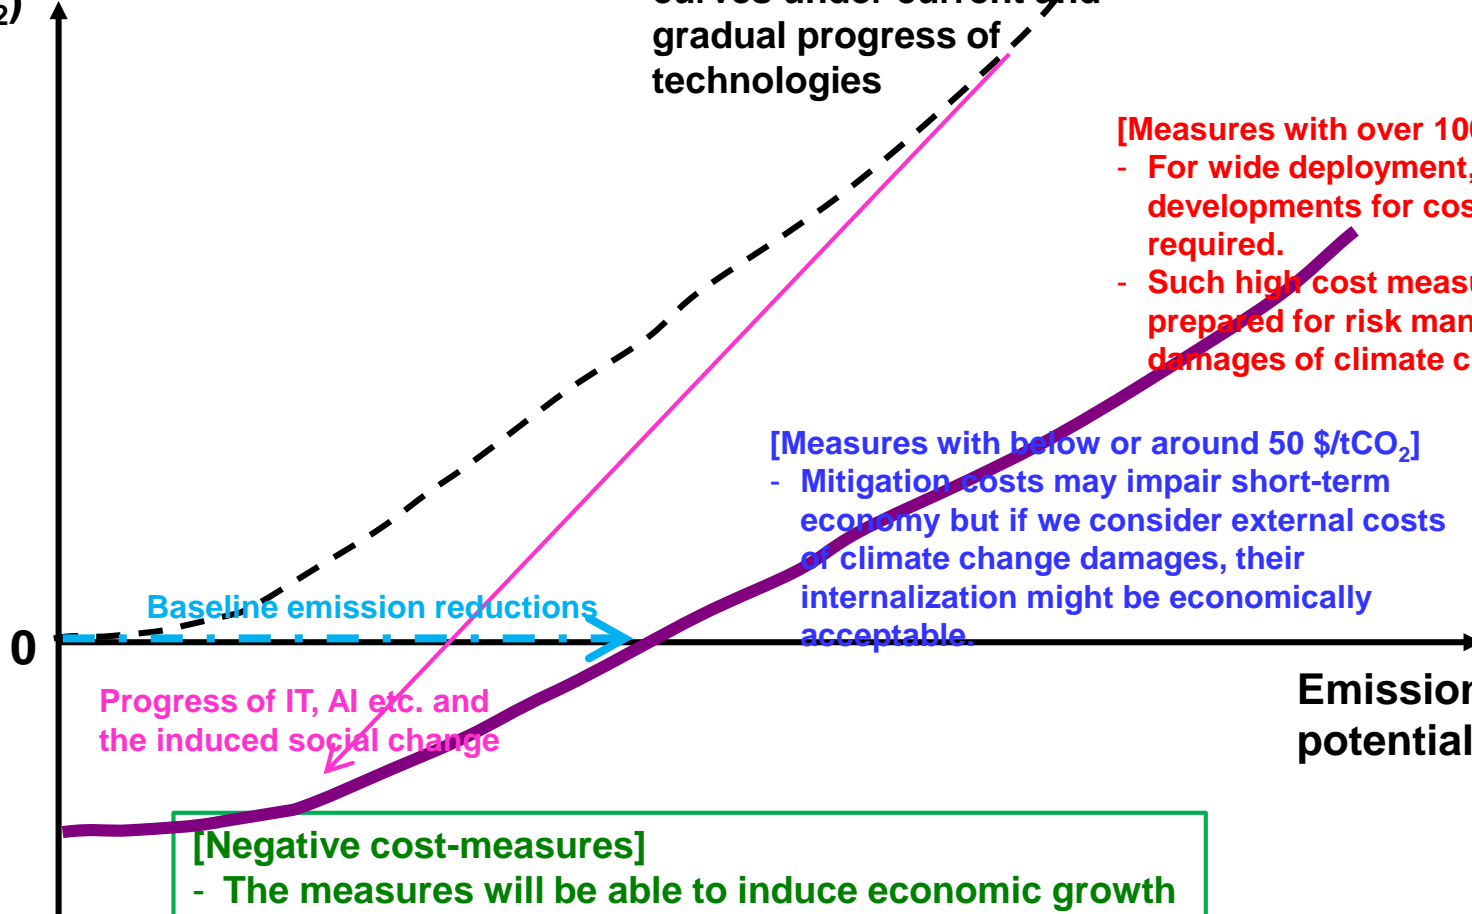 2)
gradual progress of
technologies
[Measures with over
- For wide deployment,
developments for
required.
- Such high cost
prepared for risk
damages of climate
[Measures with below or around 50 $/tCO2]
- Mitigation costs may impair short-term
economy but if we consider external costs
of climate change damages, their
internalization might be economically
acceptable.
Baseline emission reductions
0
Progress of IT, AI etc. and
the induced social change
Emission
potential
[Negative cost-measures]
- The measures will be able to induce economic growth